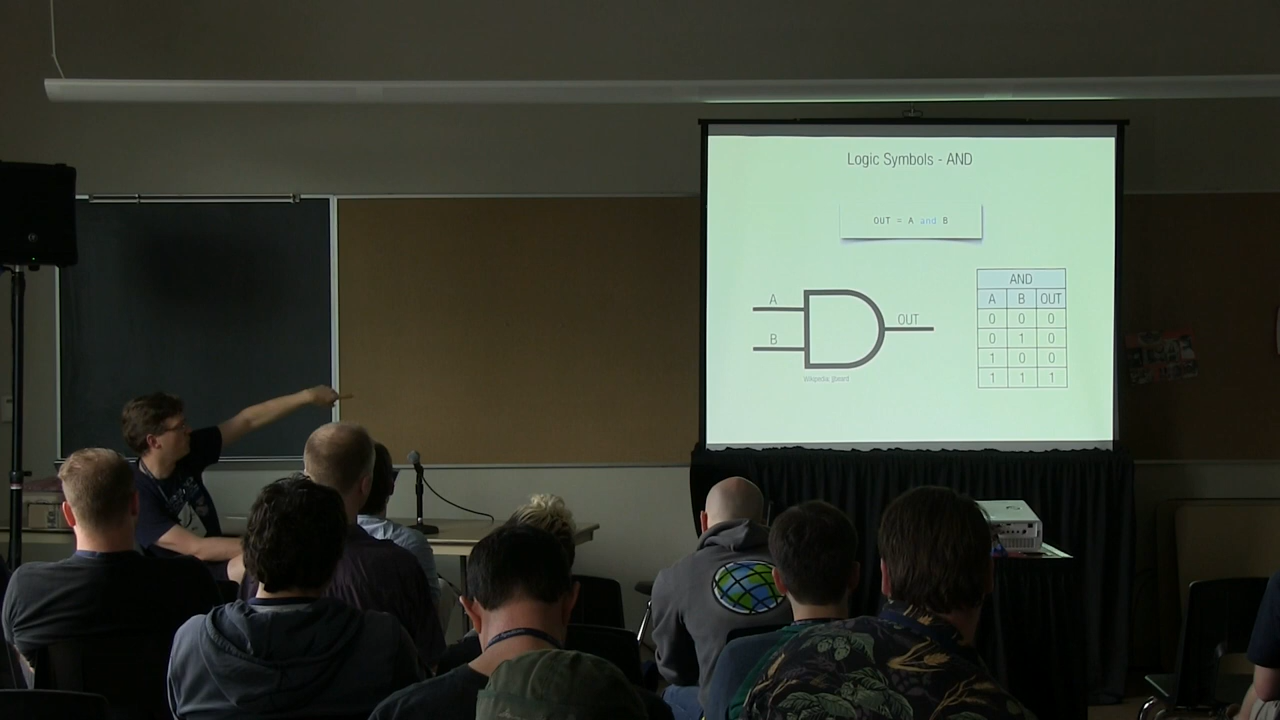 Logic Symbols - AND
OUT = A and B
A
OUT
B
AND
A B OUT
0 0 0
0 1 0
1 0 0
1 1 1